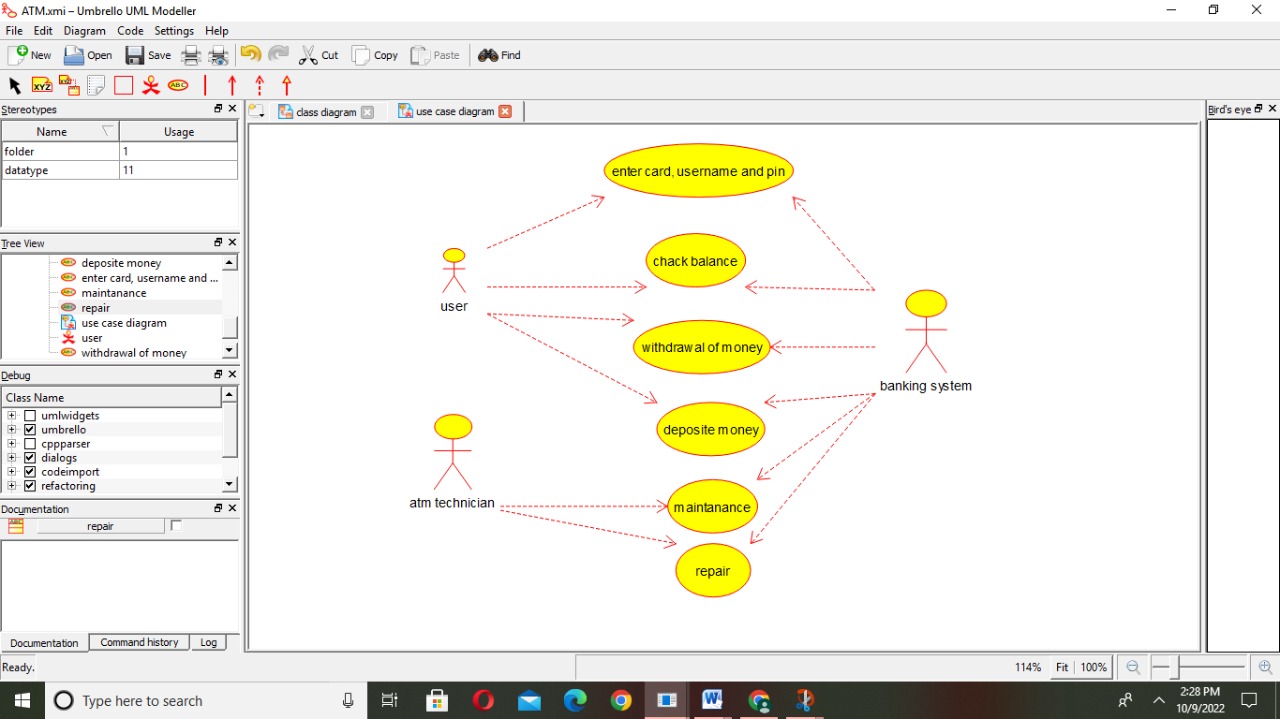 ATM.xmi – Umbrello UML Modeller
File Edit Diagram Code Settings Help
New Open Save Cut Copy Paste Find
XYZ XYZ ABC
Stereotypes
Name Usage
folder 1
datatype 11
Tree View
deposite money
enter card, username and ...
maintanance
repair
use case diagram
user
withdrawal of money
Debug
Class Name
umlwidgets
umbrello
cppparser
dialogs
codeimport
refactoring
Documentation
repair
Documentation Command history Log
class diagram use case diagram
enter card, username and pin
chack balance
user
withdrawal of money
banking system
deposite money
atm technician
maintanance
repair
Bird's eye
Ready.
114% Fit 100%
Type here to search
2:28 PM
10/9/2022